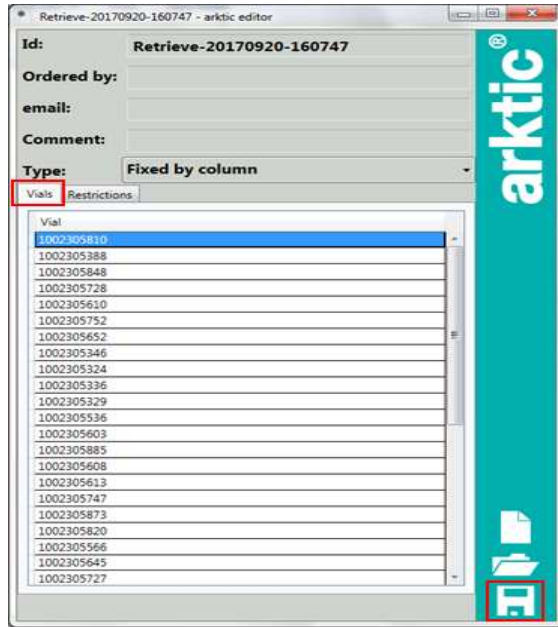 * Retrieve-20170920-160747 - arktic editor
Id: Retrieve-20170920-160747
Ordered by:
email:
Comment:
Type: Fixed by column
Vials Restrictions
Vial
1002305810
1002305388
1002305848
1002305728
1002305610
1002305752
1002305652
1002305346
1002305324
1002305336
1002305329
1002305536
1002305603
1002305885
1002305608
1002305613
1002305747
1002305873
1002305820
1002305566
1002305645
1002305727
arktic®